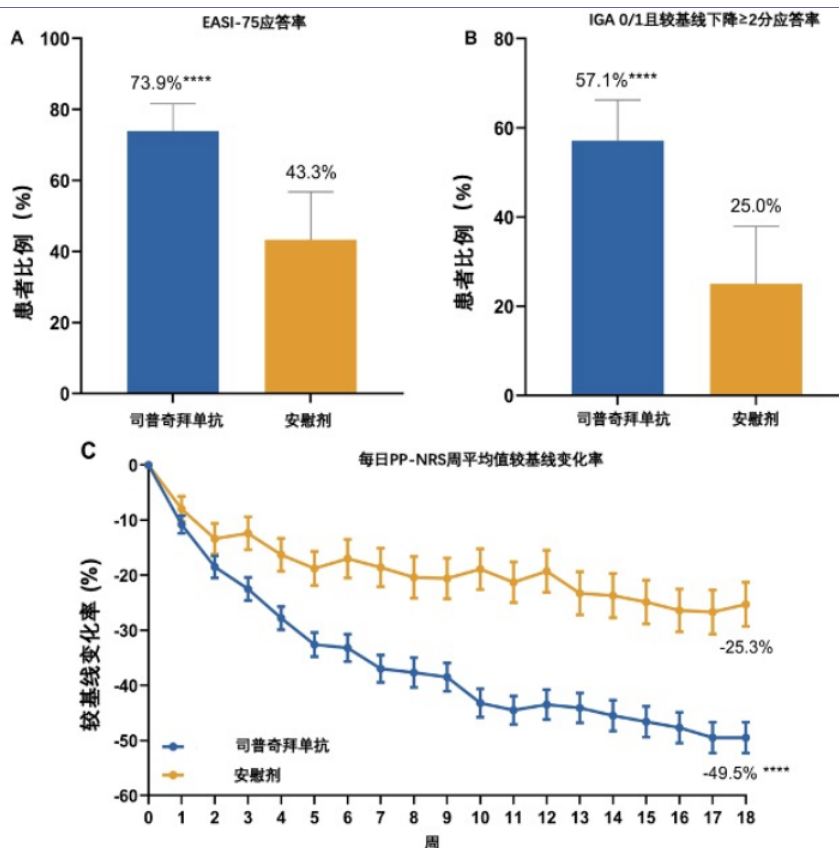 A
EASI-75应答率
患者比例（%）
100
80
60
40
20
0
73.9%****
43.3%
司普奇拜单抗
安慰剂
B
IGA 0/1且较基线下降≥2分应答率
患者比例（%）
80
60
40
20
0
57.1%****
25.0%
司普奇拜单抗
安慰剂
C
每日PP-NRS周平均值较基线变化率
较基线变化率 (%)
0
-10
-20
-30
-40
-50
-60
-25.3%
-49.5% ****
司普奇拜单抗
安慰剂
0 1 2 3 4 5 6 7 8 9 10 11 12 13 14 15 16 17 18
周